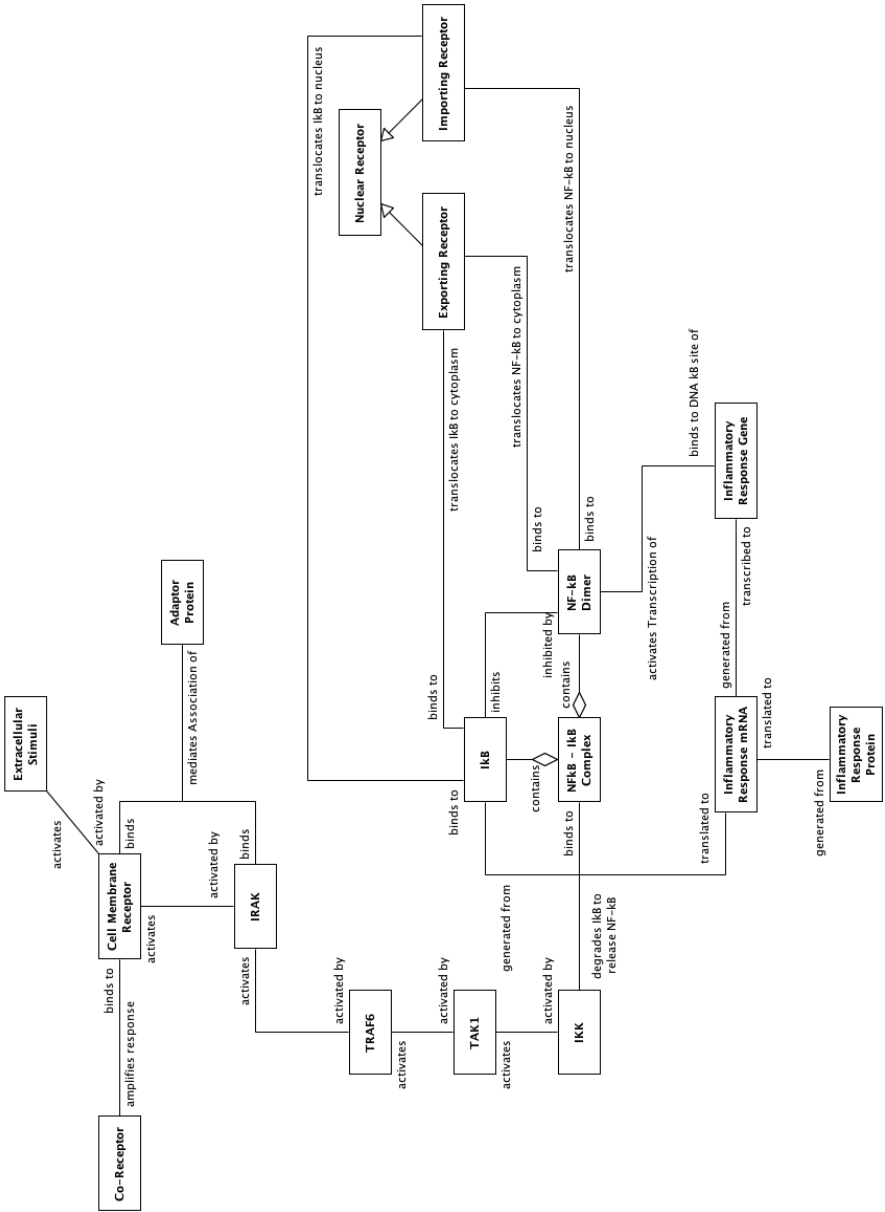 Extracellular
Stimuli
activates
activated by
Cell Membrane
Receptor
binds
binds to
amplifies response
Co-Receptor
activates
activated by
mediates Association of
Adaptor
Protein
binds
IRAK
activates
activated by
TRAF6
activates
activated by
TAK1
activates
activated by
IKK
degrades IkB to
release NF-kB
binds to
NFkB - IkB
Complex
contains
contains
IkB
binds to
binds to
inhibits
inhibited by
generated from
translated to
NF-kB
Dimer
binds to
binds to
translocates IkB to nucleus
translocates IkB to cytoplasm
translocates NF-kB to cytoplasm
translocates NF-kB to nucleus
Nuclear Receptor
Exporting Receptor
Importing Receptor
activates Transcription of
binds to DNA kB site of
Inflammatory
Response Gene
transcribed to
generated from
Inflammatory
Response mRNA
translated to
generated from
Inflammatory
Response
Protein